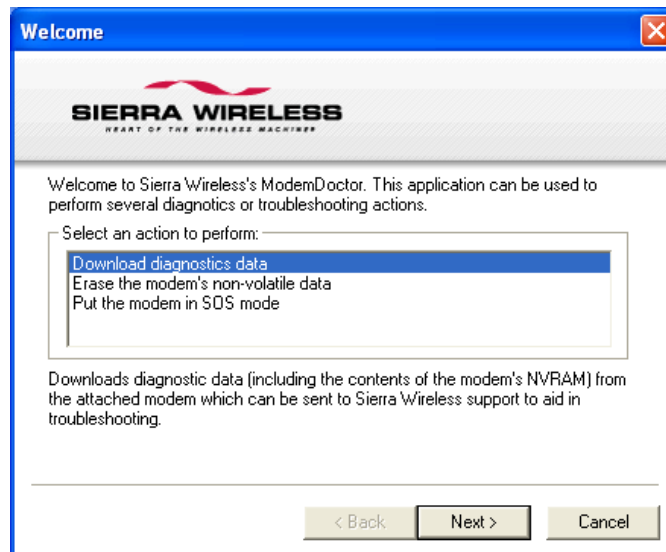 Welcome
SIERRA WIRELESS
HEART OF THE WIRELESS MACHINE®
Welcome to Sierra Wireless's ModemDoctor. This application can be used to
perform several diagnotics or troubleshooting actions.
Select an action to perform:
Download diagnostics data
Erase the modem's non-volatile data
Put the modem in SOS mode
Downloads diagnostic data (including the contents of the modem's NVRAM) from
the attached modem which can be sent to Sierra Wireless support to aid in
troubleshooting.
< Back
Next >
Cancel